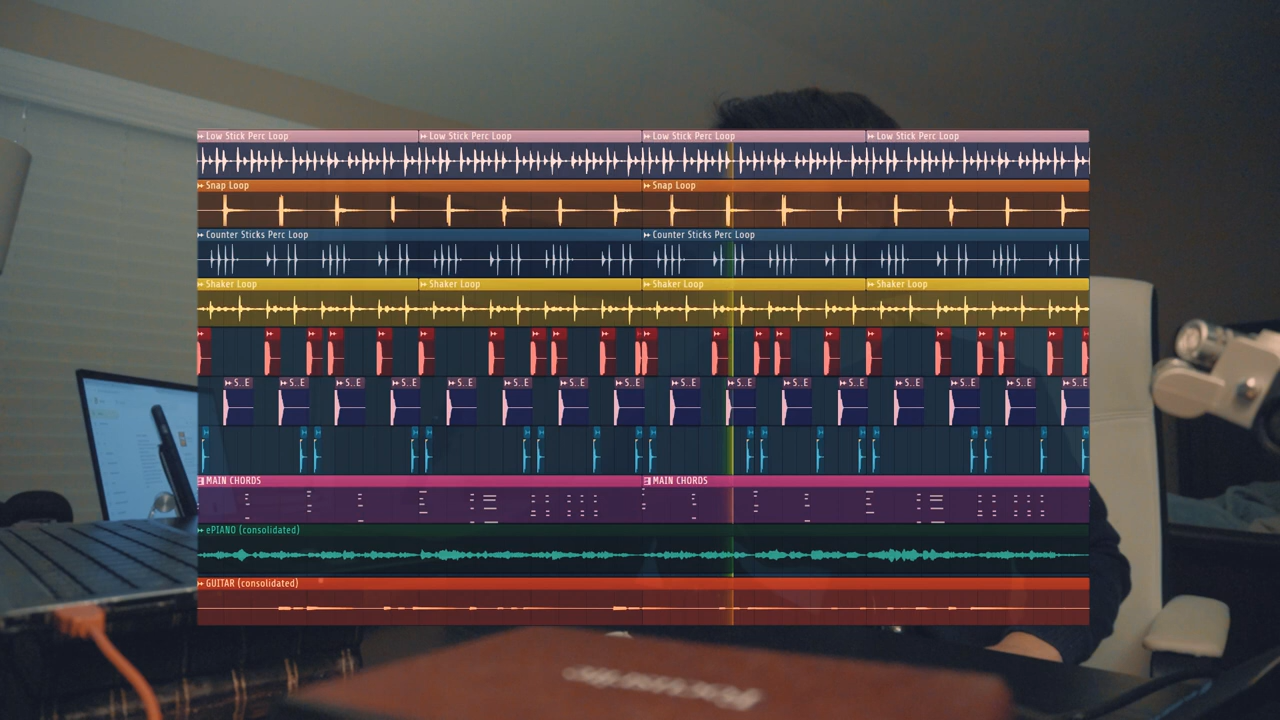 Low Stick Perc Loop Low Stick Perc Loop Low Stick Perc Loop Low Stick Perc Loop
Snap Loop Snap Loop
Counter Sticks Perc Loop Counter Sticks Perc Loop
Shaker Loop Shaker Loop Shaker Loop Shaker Loop
S..E S..E S..E S..E S..E S..E S..E S..E S..E S..E S..E S..E S..E S..E S..E S..E
MAIN CHORDS MAIN CHORDS
ePIANO (consolidated)
GUITAR (consolidated)
Focusrite